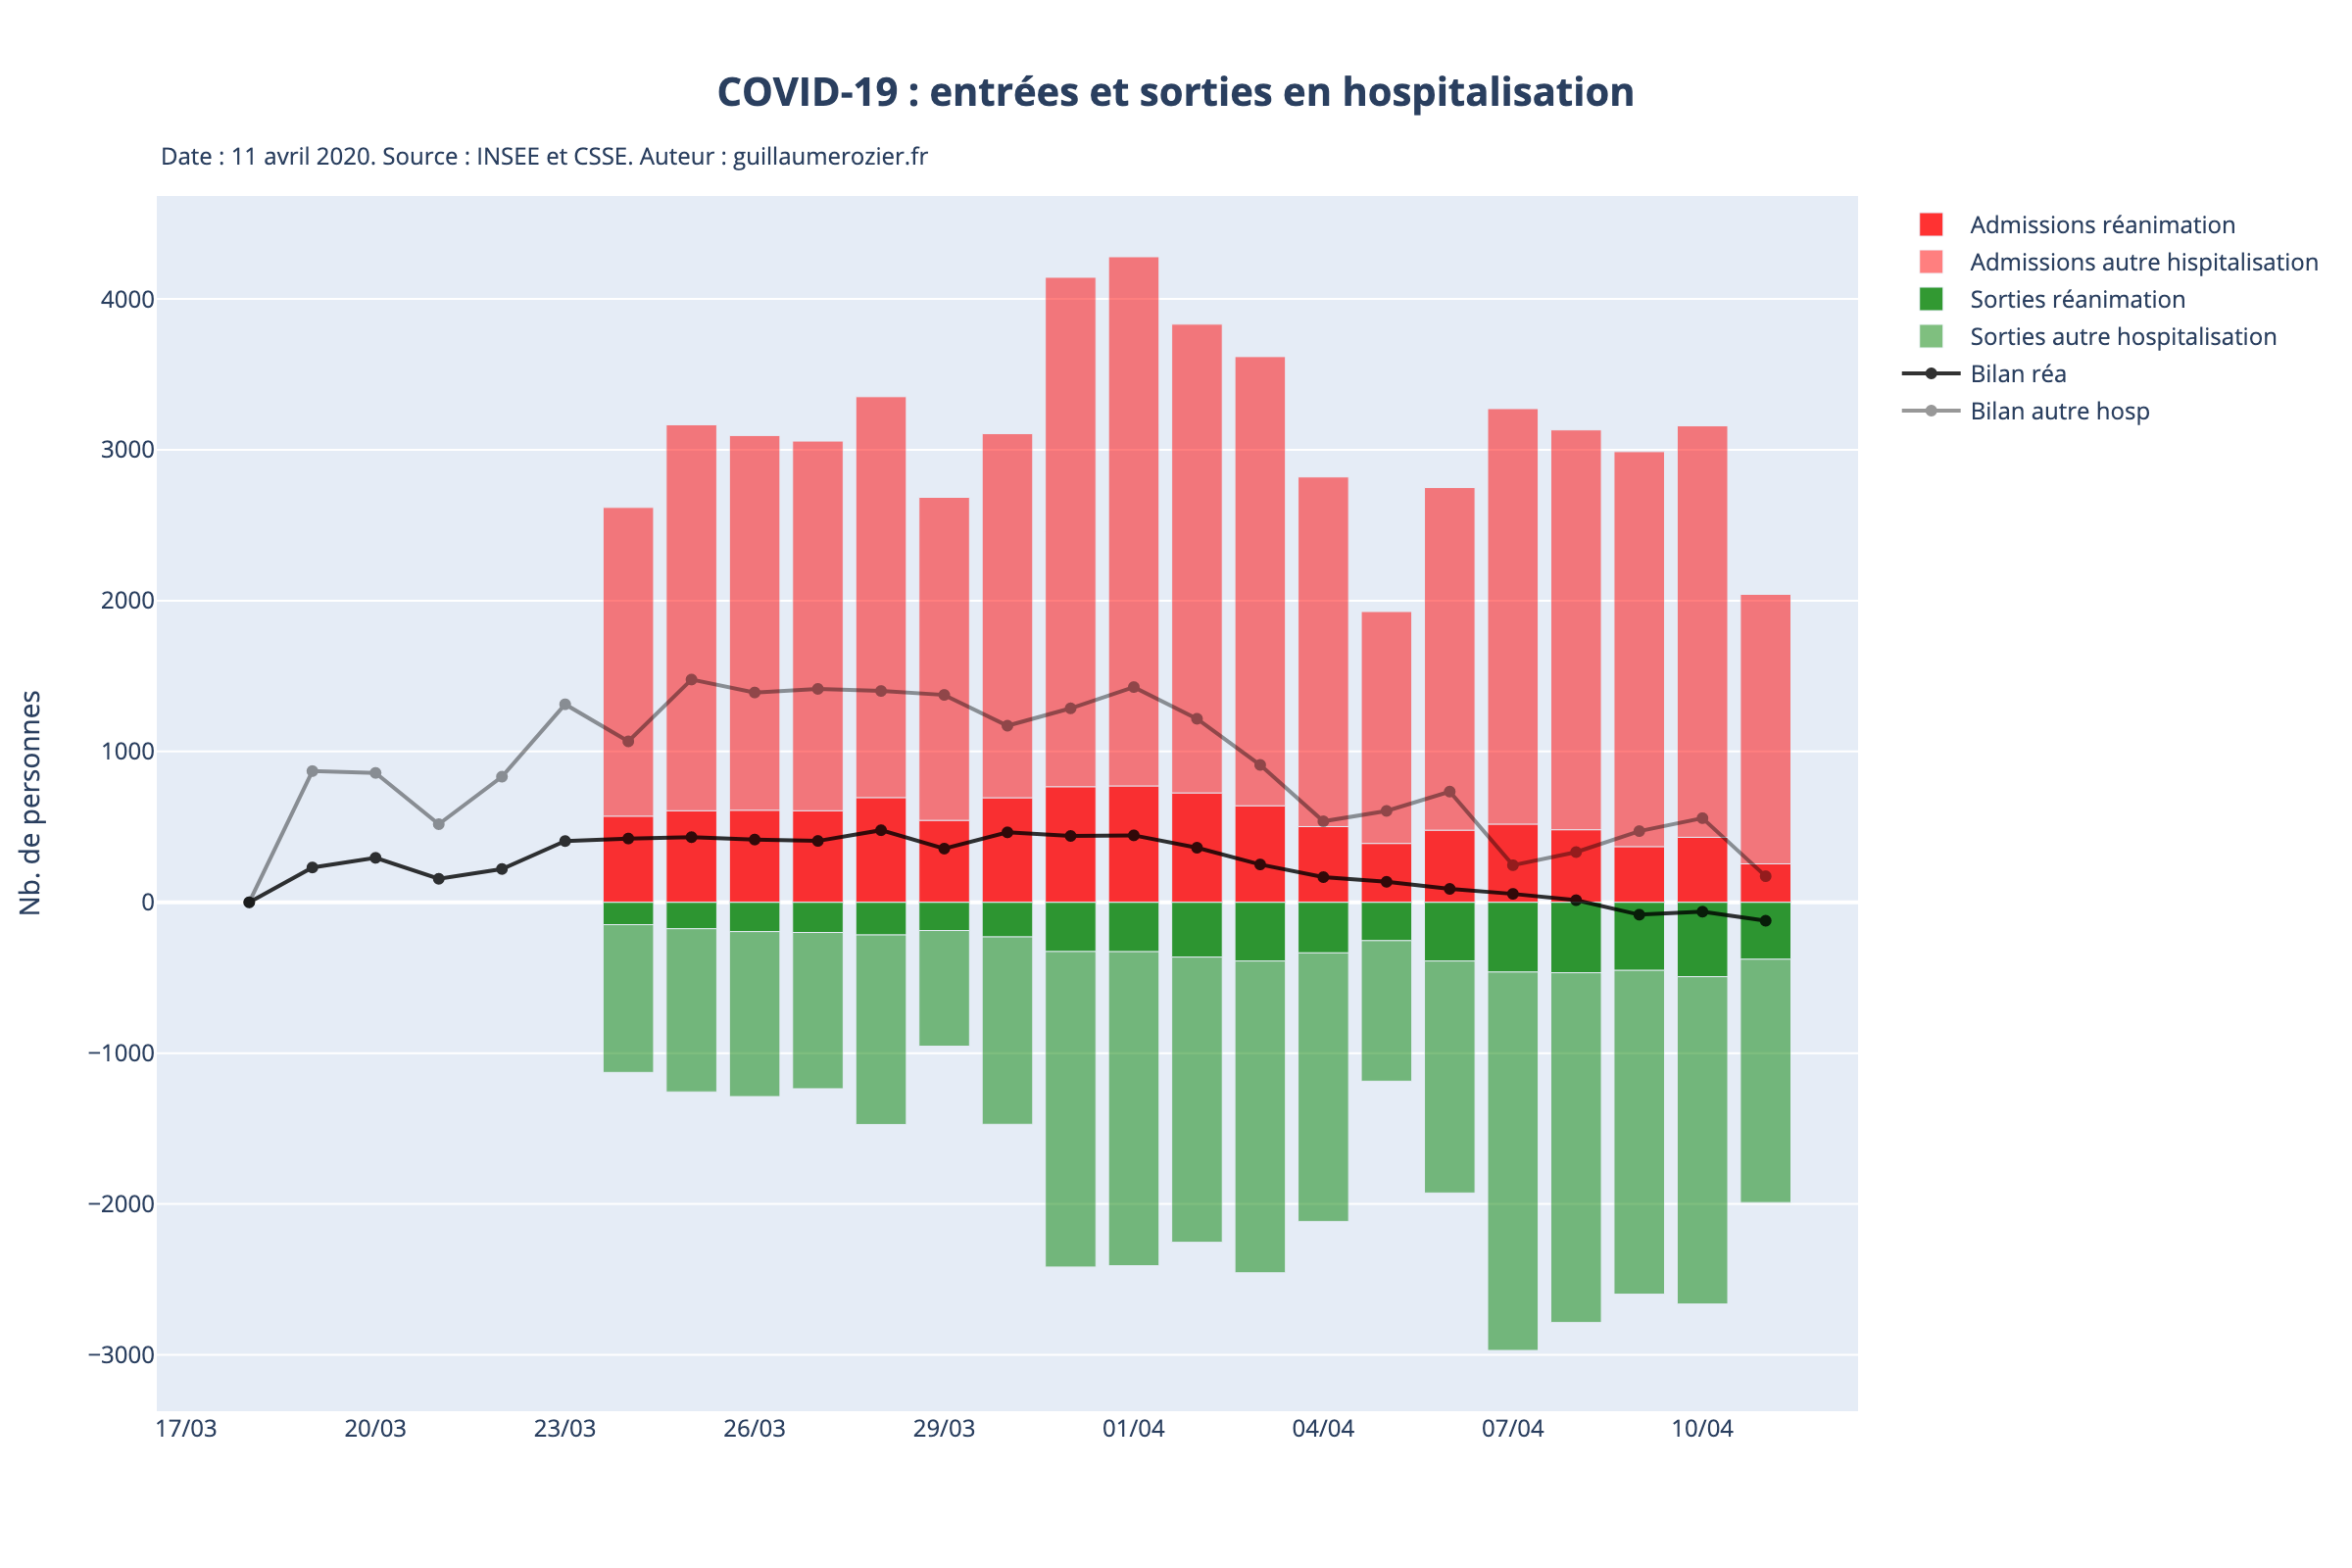 COVID-19 : entrées et sorties en hospitalisation
Date : 11 avril 2020. Source : INSEE et CSSE. Auteur : guillaumerozier.fr
Admissions réanimation
Admissions autre hispitalisation
Sorties réanimation
Sorties autre hospitalisation
Bilan réa
Bilan autre hosp
Nb. de personnes
4000
3000
2000
1000
0
−1000
−2000
−3000
17/03 20/03 23/03 26/03 29/03 01/04 04/04 07/04 10/04